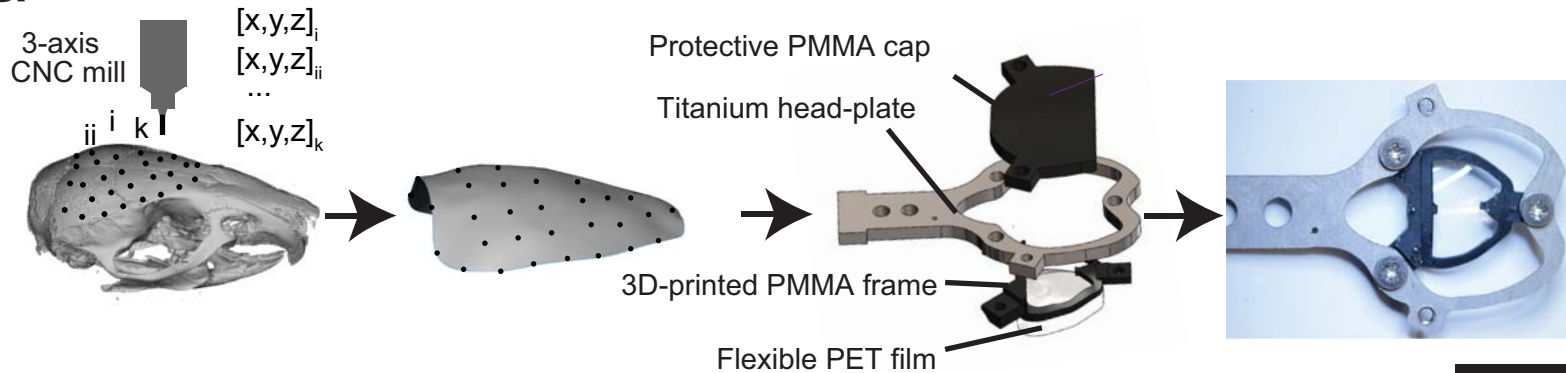 3-axis
CNC mill
[x,y,z]i
[x,y,z]ii
...
[x,y,z]k
ii i k
Protective PMMA cap
Titanium head-plate
3D-printed PMMA frame
Flexible PET film